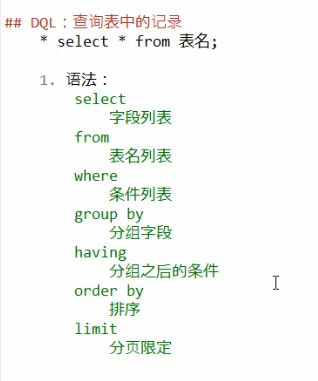 ## DQL：查询表中的记录
* select * from 表名;
1. 语法：
select
字段列表
from
表名列表
where
条件列表
group by
分组字段
having
分组之后的条件
order by
排序
limit
分页限定